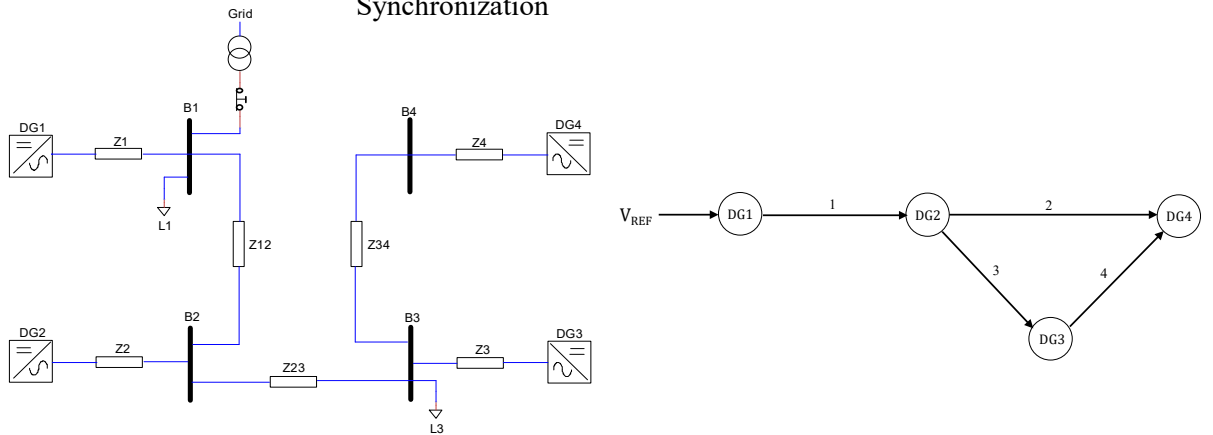 Synchronization
Grid
B1
DG1
Z1
L1
Z12
B4
DG4
Z4
Z34
B2
DG2
Z2
Z23
B3
DG3
Z3
L3
V_REF
DG1
1
DG2
2
DG4
3
4
DG3